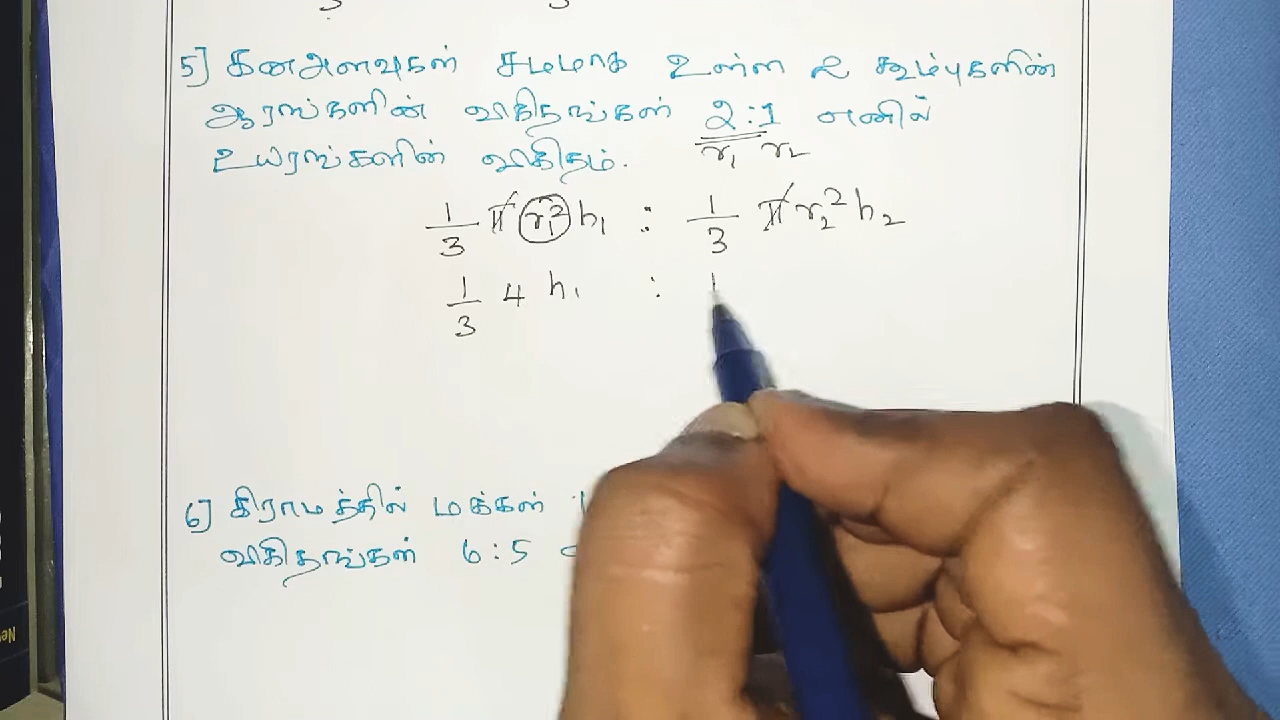 5] கனஅளவுகள் சமமாக உள்ள 2 கூம்புகளின்
ஆரங்களின் விகிதங்கள் 2:1 எனில்
r₁ r₂
உயரங்களின் விகிதம்.
1/3 π r₁² h₁ : 1/3 π r₂² h₂
1/3 4 h₁ : 1
6] கிராமத்தில் மக்கள்
விகிதங்கள் 6:5
Ne